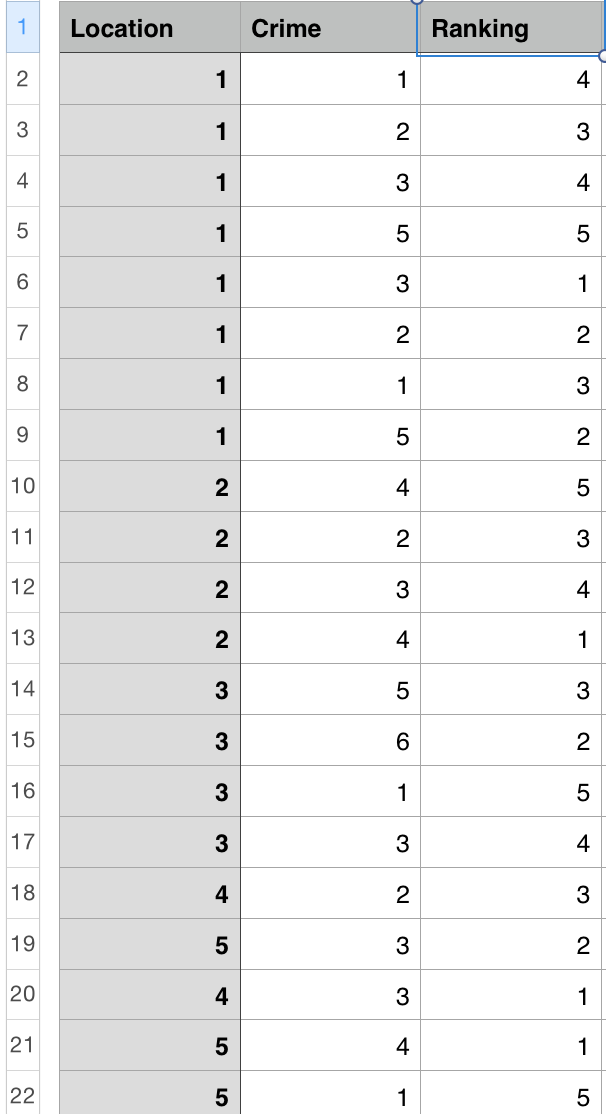 1 Location Crime Ranking
2 1 1 4
3 1 2 3
4 1 3 4
5 1 5 5
6 1 3 1
7 1 2 2
8 1 1 3
9 1 5 2
10 2 4 5
11 2 2 3
12 2 3 4
13 2 4 1
14 3 5 3
15 3 6 2
16 3 1 5
17 3 3 4
18 4 2 3
19 5 3 2
20 4 3 1
21 5 4 1
22 5 1 5